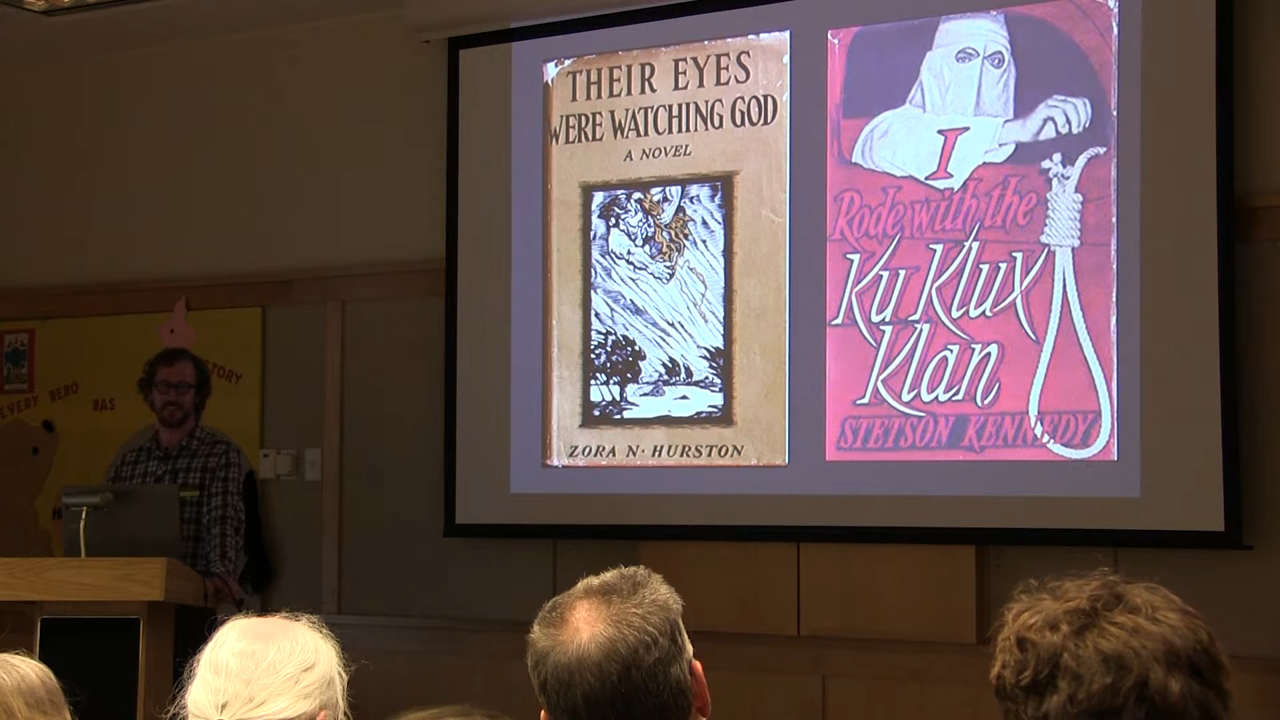 THEIR EYES
WERE WATCHING GOD
A NOVEL
ZORA N. HURSTON
I
Rode with the
Ku Klux
Klan
STETSON KENNEDY
EVERY HERO HAS
STORY